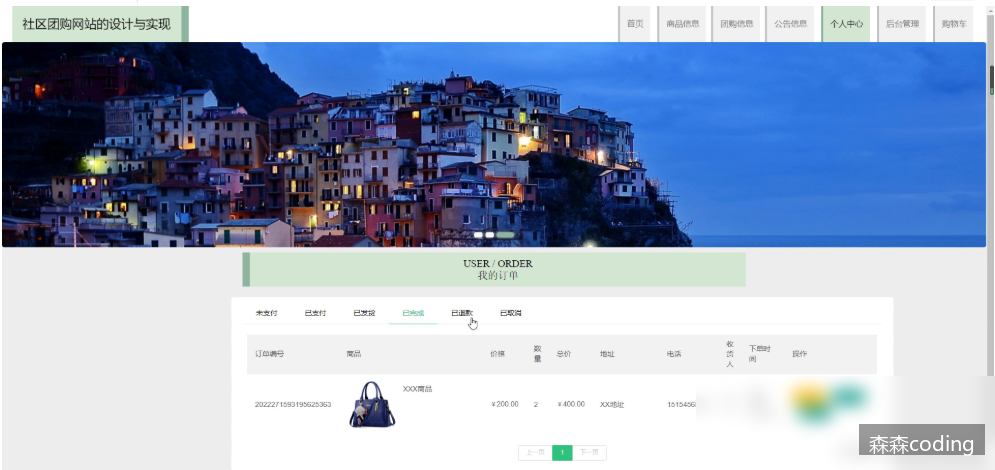 社区团购网站的设计与实现
首页 商品信息 团购信息 公告信息 个人中心 后台管理 购物车
USER / ORDER
我的订单
未支付 已支付 已发货 已完成 已退款 已取消
订单编号 商品 价格 数量 总价 地址 电话 收货人 下单时间 操作
2022271593195625363 XXX商品 ¥200.00 2 ¥400.00 XX地址 1515456
上一页 1 下一页
森森coding